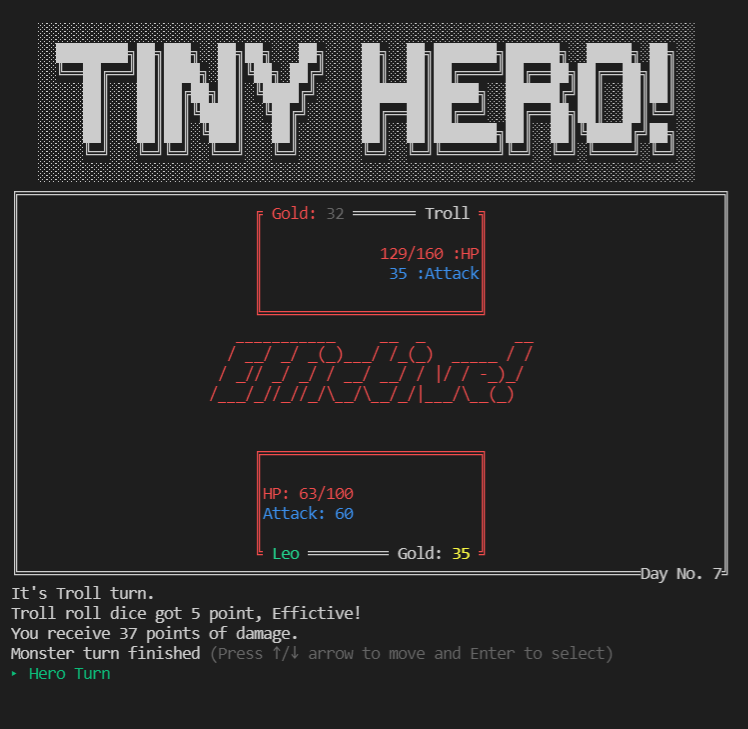 TINY HERO!
Gold: 32 Troll
129/160 :HP
35 :Attack
Effictive!
HP: 63/100
Attack: 60
Leo Gold: 35
Day No. 7
It's Troll turn.
Troll roll dice got 5 point, Effictive!
You receive 37 points of damage.
Monster turn finished (Press ↑/↓ arrow to move and Enter to select)
‣ Hero Turn